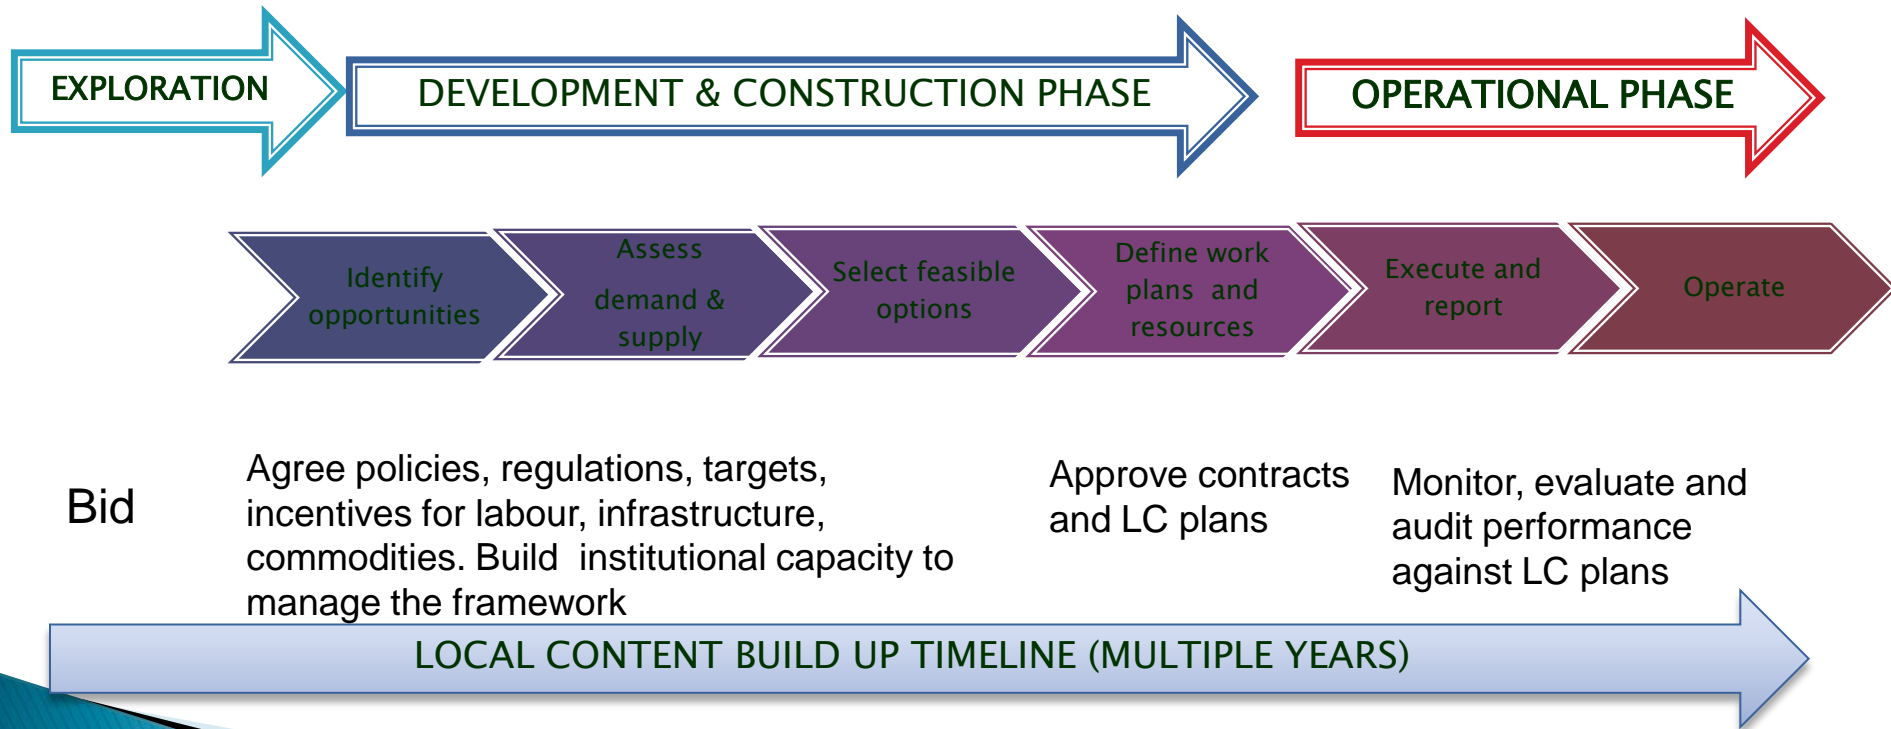 EXPLORATION
DEVELOPMENT & CONSTRUCTION PHASE
OPERATIONAL PHASE
Identify
opportunities
Assess
demand &
supply
Select feasible
options
Define work
plans and
resources
Execute and
report
Operate
Bid
Agree policies, regulations, targets,
incentives for labour, infrastructure,
commodities. Build institutional capacity to
manage the framework
Approve contracts
and LC plans
Monitor, evaluate and
audit performance
against LC plans
LOCAL CONTENT BUILD UP TIMELINE (MULTIPLE YEARS)